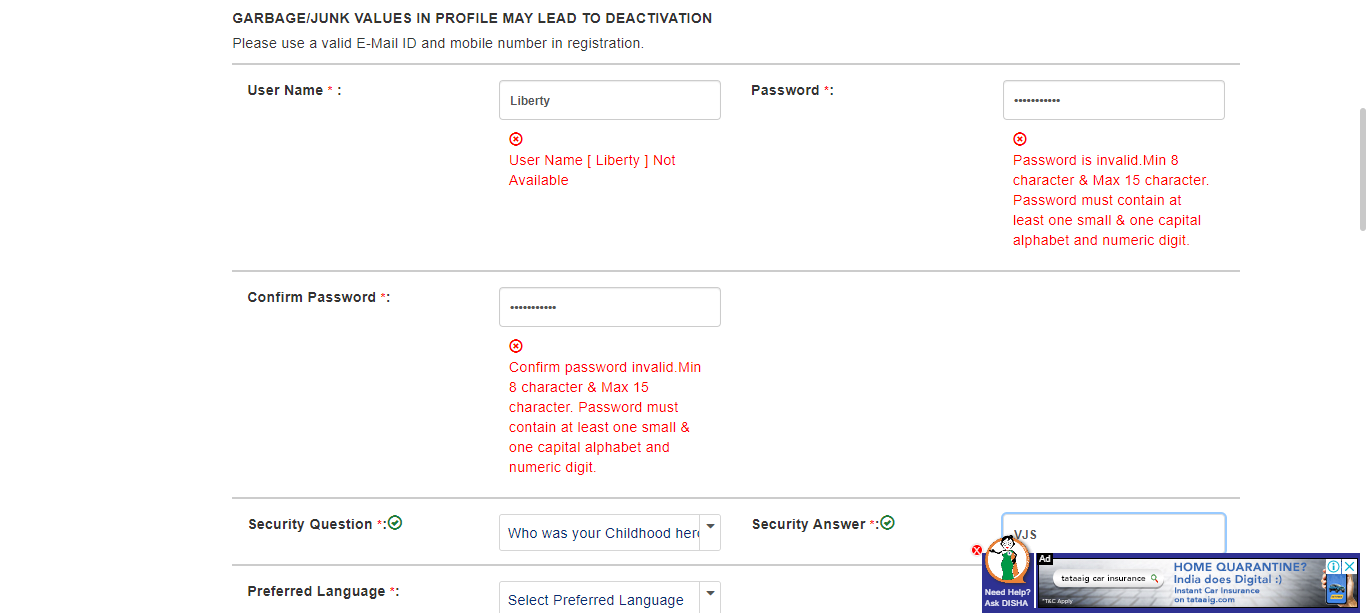 GARBAGE/JUNK VALUES IN PROFILE MAY LEAD TO DEACTIVATION
Please use a valid E-Mail ID and mobile number in registration.
User Name * :
Liberty
User Name [ Liberty ] Not
Available
Password *:
•••••••••••
Password is invalid.Min 8
character & Max 15 character.
Password must contain at
least one small & one capital
alphabet and numeric digit.
Confirm Password *:
•••••••••••
Confirm password invalid.Min
8 character & Max 15
character. Password must
contain at least one small &
one capital alphabet and
numeric digit.
Security Question *:
Who was your Childhood her
Security Answer *:
VJS
Preferred Language *:
Select Preferred Language
Need Help?
Ask DISHA
Ad
tataaig car insurance
*T&C Apply
HOME QUARANTINE?
India does Digital :)
Instant Car Insurance
on tataaig.com